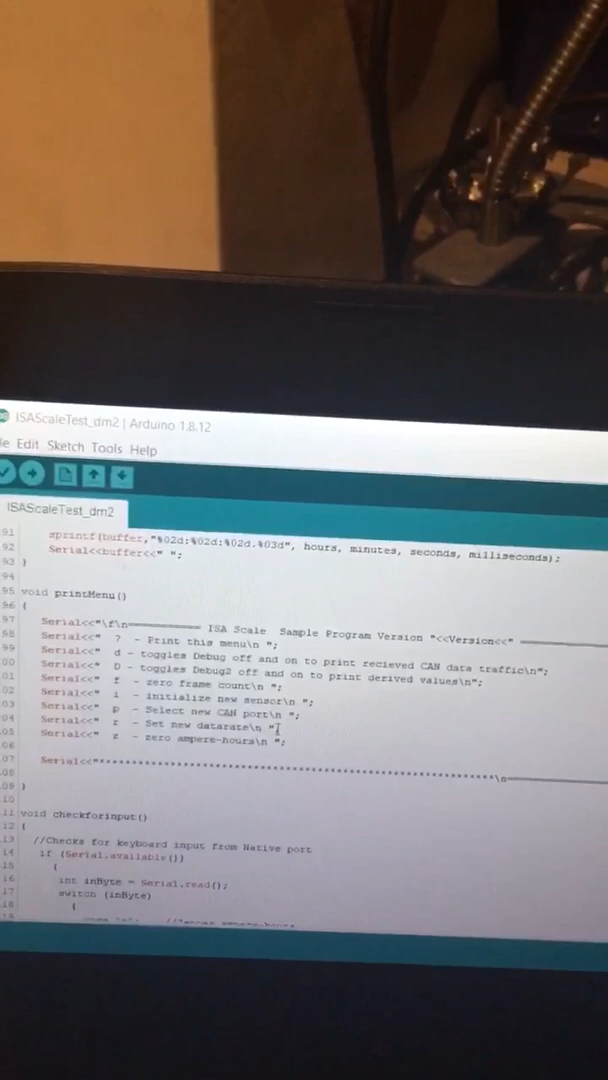 ISAScaleTest_dm2 | Arduino 1.8.12
le Edit Sketch Tools Help
ISAScaleTest_dm2
91 sprintf(buffer,"%02d:%02d:%02d.%03d", hours, minutes, seconds, milliseconds);
92 Serial<<buffer<<" ";
93 }
94
95 void printMenu()
96 {
97 Serial<<"\f\n=========== ISA Scale Sample Program Version "<<Version<<"
98 Serial<<" ? - Print this menu\n ";
99 Serial<<" d - toggles Debug off and on to print recieved CAN data traffic\n";
00 Serial<<" D - toggles Debug2 off and on to print derived values\n";
01 Serial<<" f - zero frame count\n ";
02 Serial<<" i - initialize new sensor\n ";
03 Serial<<" p - Select new CAN port\n ";
04 Serial<<" r - Set new datarate\n ";
05 Serial<<" z - zero ampere-hours\n ";
06
07 Serial<<"
08
09 }
10
11 void checkforinput()
12 {
13 //Checks for keyboard input from Native port
14 if (Serial.available())
15 {
16 int inByte = Serial.read();
17 switch (inByte)
18 {